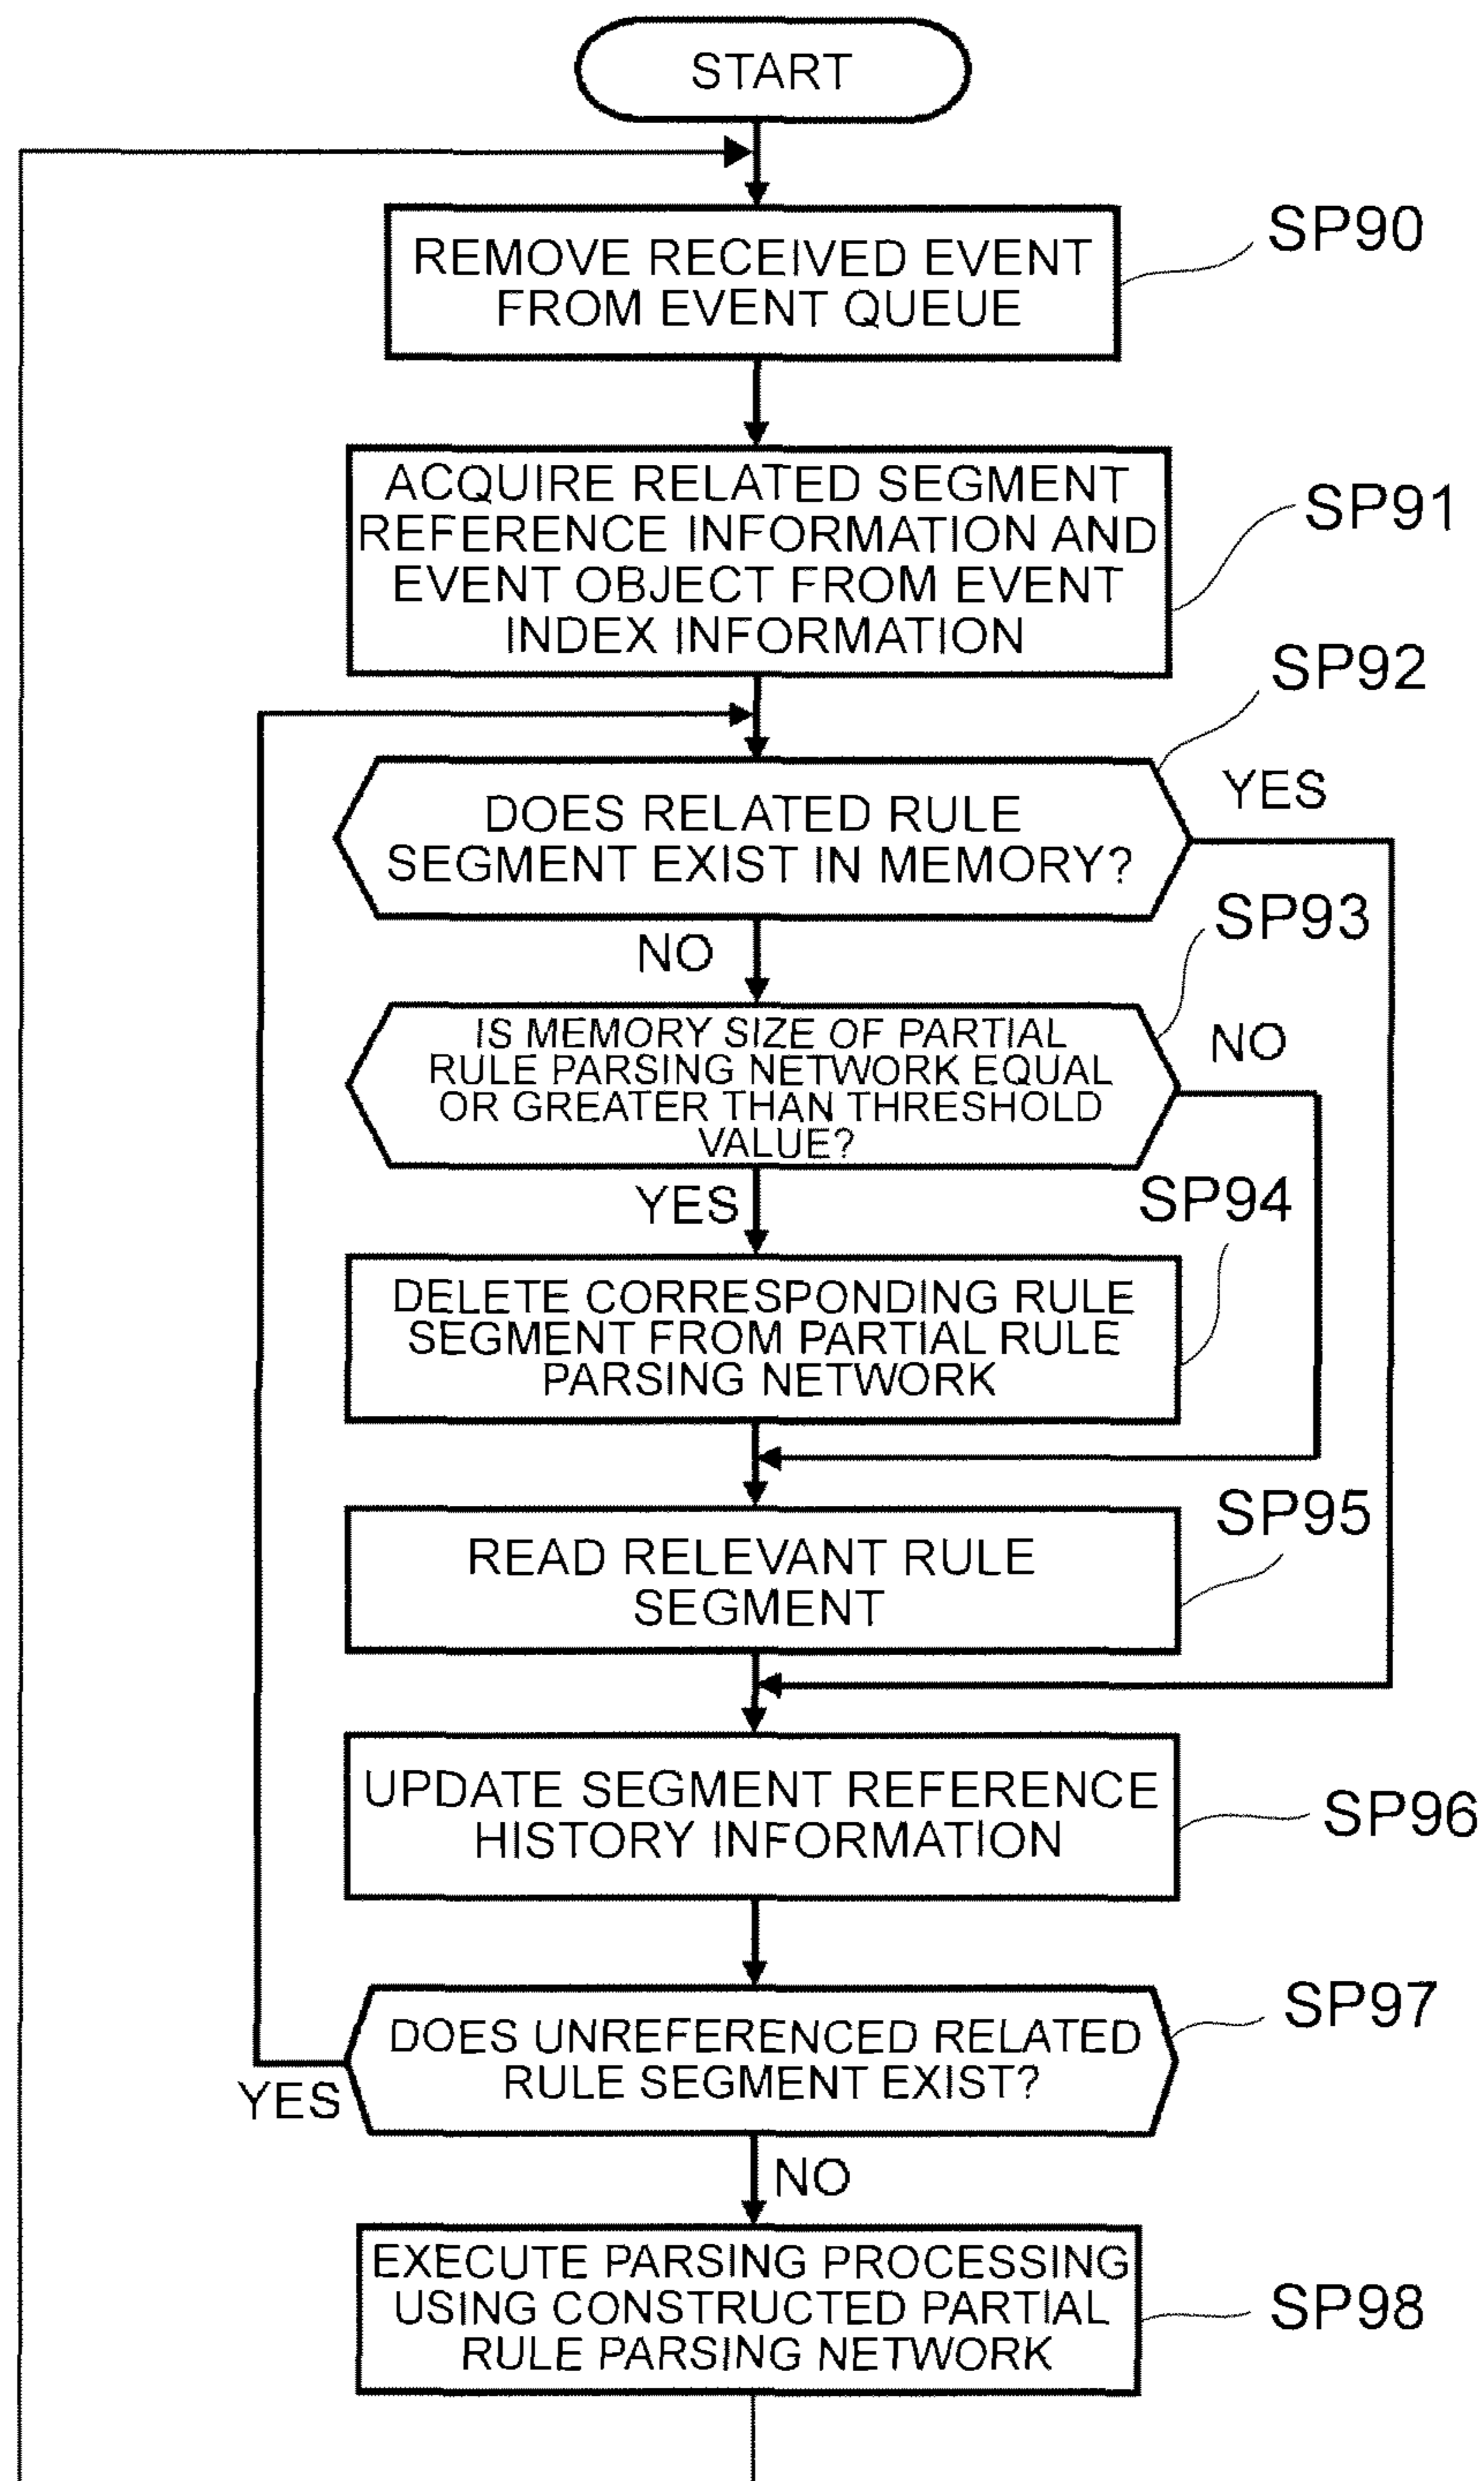 START
REMOVE RECEIVED EVENT
FROM EVENT QUEUE
SP90
ACQUIRE RELATED SEGMENT
REFERENCE INFORMATION AND
EVENT OBJECT FROM EVENT
INDEX INFORMATION
SP91
SP92
DOES RELATED RULE
SEGMENT EXIST IN MEMORY?
YES
NO
SP93
IS MEMORY SIZE OF PARTIAL
RULE PARSING NETWORK EQUAL
OR GREATER THAN THRESHOLD
VALUE?
NO
YES
SP94
DELETE CORRESPONDING RULE
SEGMENT FROM PARTIAL RULE
PARSING NETWORK
SP95
READ RELEVANT RULE
SEGMENT
UPDATE SEGMENT REFERENCE
HISTORY INFORMATION
SP96
SP97
DOES UNREFERENCED RELATED
RULE SEGMENT EXIST?
YES
NO
EXECUTE PARSING PROCESSING
USING CONSTRUCTED PARTIAL
RULE PARSING NETWORK
SP98